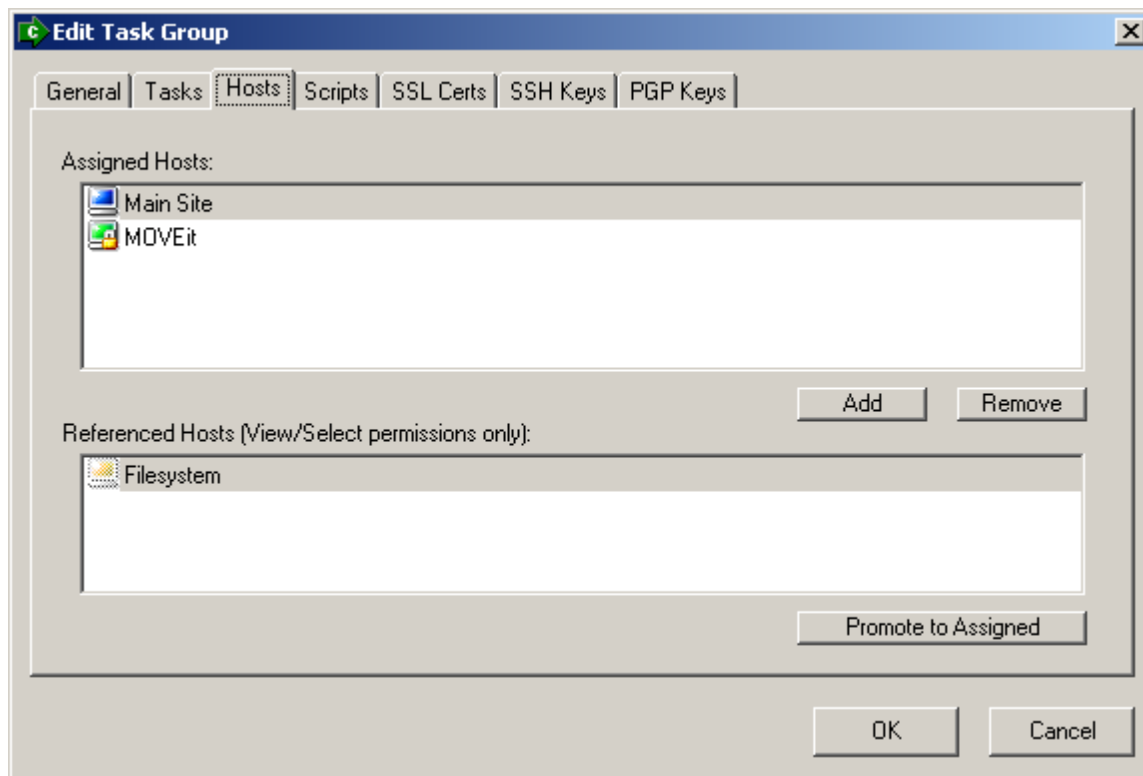 Edit Task Group
General Tasks Hosts Scripts SSL Certs SSH Keys PGP Keys
Assigned Hosts:
Main Site
MOVEit
Add Remove
Referenced Hosts (View/Select permissions only):
Filesystem
Promote to Assigned
OK Cancel